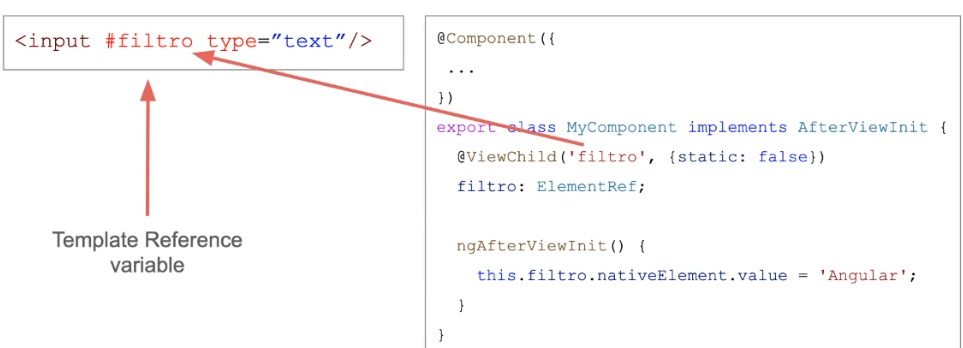 <input #filtro type=”text”/>
Template Reference
variable
@Component({
...
})
export class MyComponent implements AfterViewInit {
@ViewChild('filtro', {static: false})
filtro: ElementRef;
ngAfterViewInit() {
this.filtro.nativeElement.value = 'Angular';
}
}